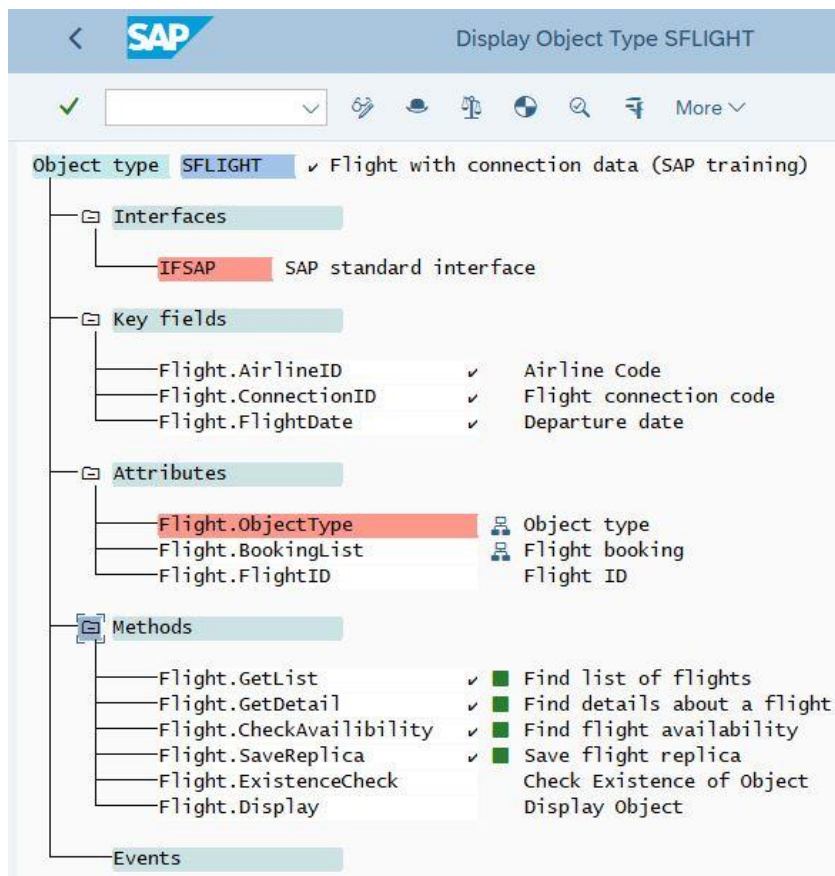 SAP
Display Object Type SFLIGHT
More
Object type SFLIGHT Flight with connection data (SAP training)
Interfaces
IFSAP SAP standard interface
Key fields
Flight.AirlineID Airline Code
Flight.ConnectionID Flight connection code
Flight.FlightDate Departure date
Attributes
Flight.ObjectType Object type
Flight.BookingList Flight booking
Flight.FlightID Flight ID
Methods
Flight.GetList Find list of flights
Flight.GetDetail Find details about a flight
Flight.CheckAvailibility Find flight availability
Flight.SaveReplica Save flight replica
Flight.ExistenceCheck Check Existence of Object
Flight.Display Display Object
Events